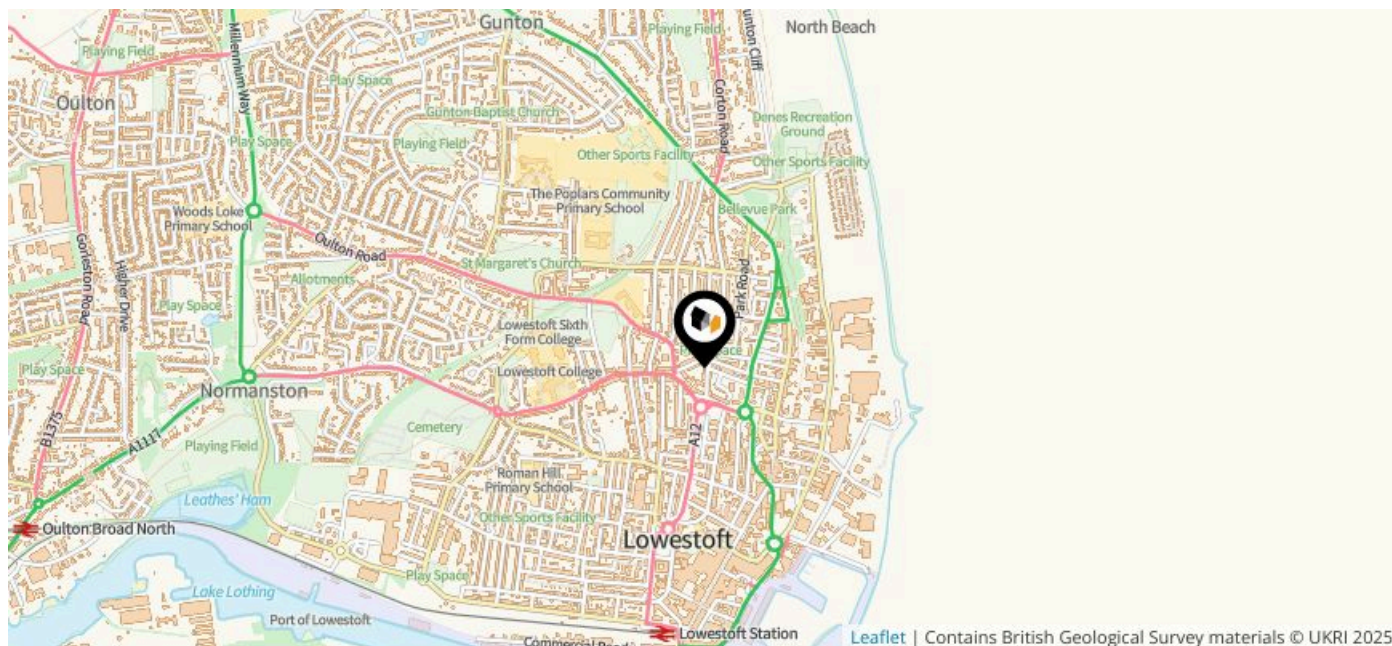 Gunton
North Beach
Playing Field
Playing Field
Millennium Way
Corton Road
Oulton
Play Space
Gunton Baptist Church
Denes Recreation
Ground
Play Space
Playing Field
Other Sports Facility
Other Sports Facility
The Poplars Community
Primary School
Woods Loke
Primary School
Bellevue Park
Oulton Road
St Margaret's Church
Gorleston Road
Higher Drive
Allotments
Park Road
Play Space
Lowestoft Sixth
Form College
Play Space
Lowestoft College
Normanston
Cemetery
A12
B1375
A1117
Playing Field
Roman Hill
Primary School
Leathes' Ham
Other Sports Facility
Oulton Broad North
Lowestoft
Play Space
Lake Lothing
Port of Lowestoft
Lowestoft Station
Leaflet | Contains British Geological Survey materials © UKRI 2025